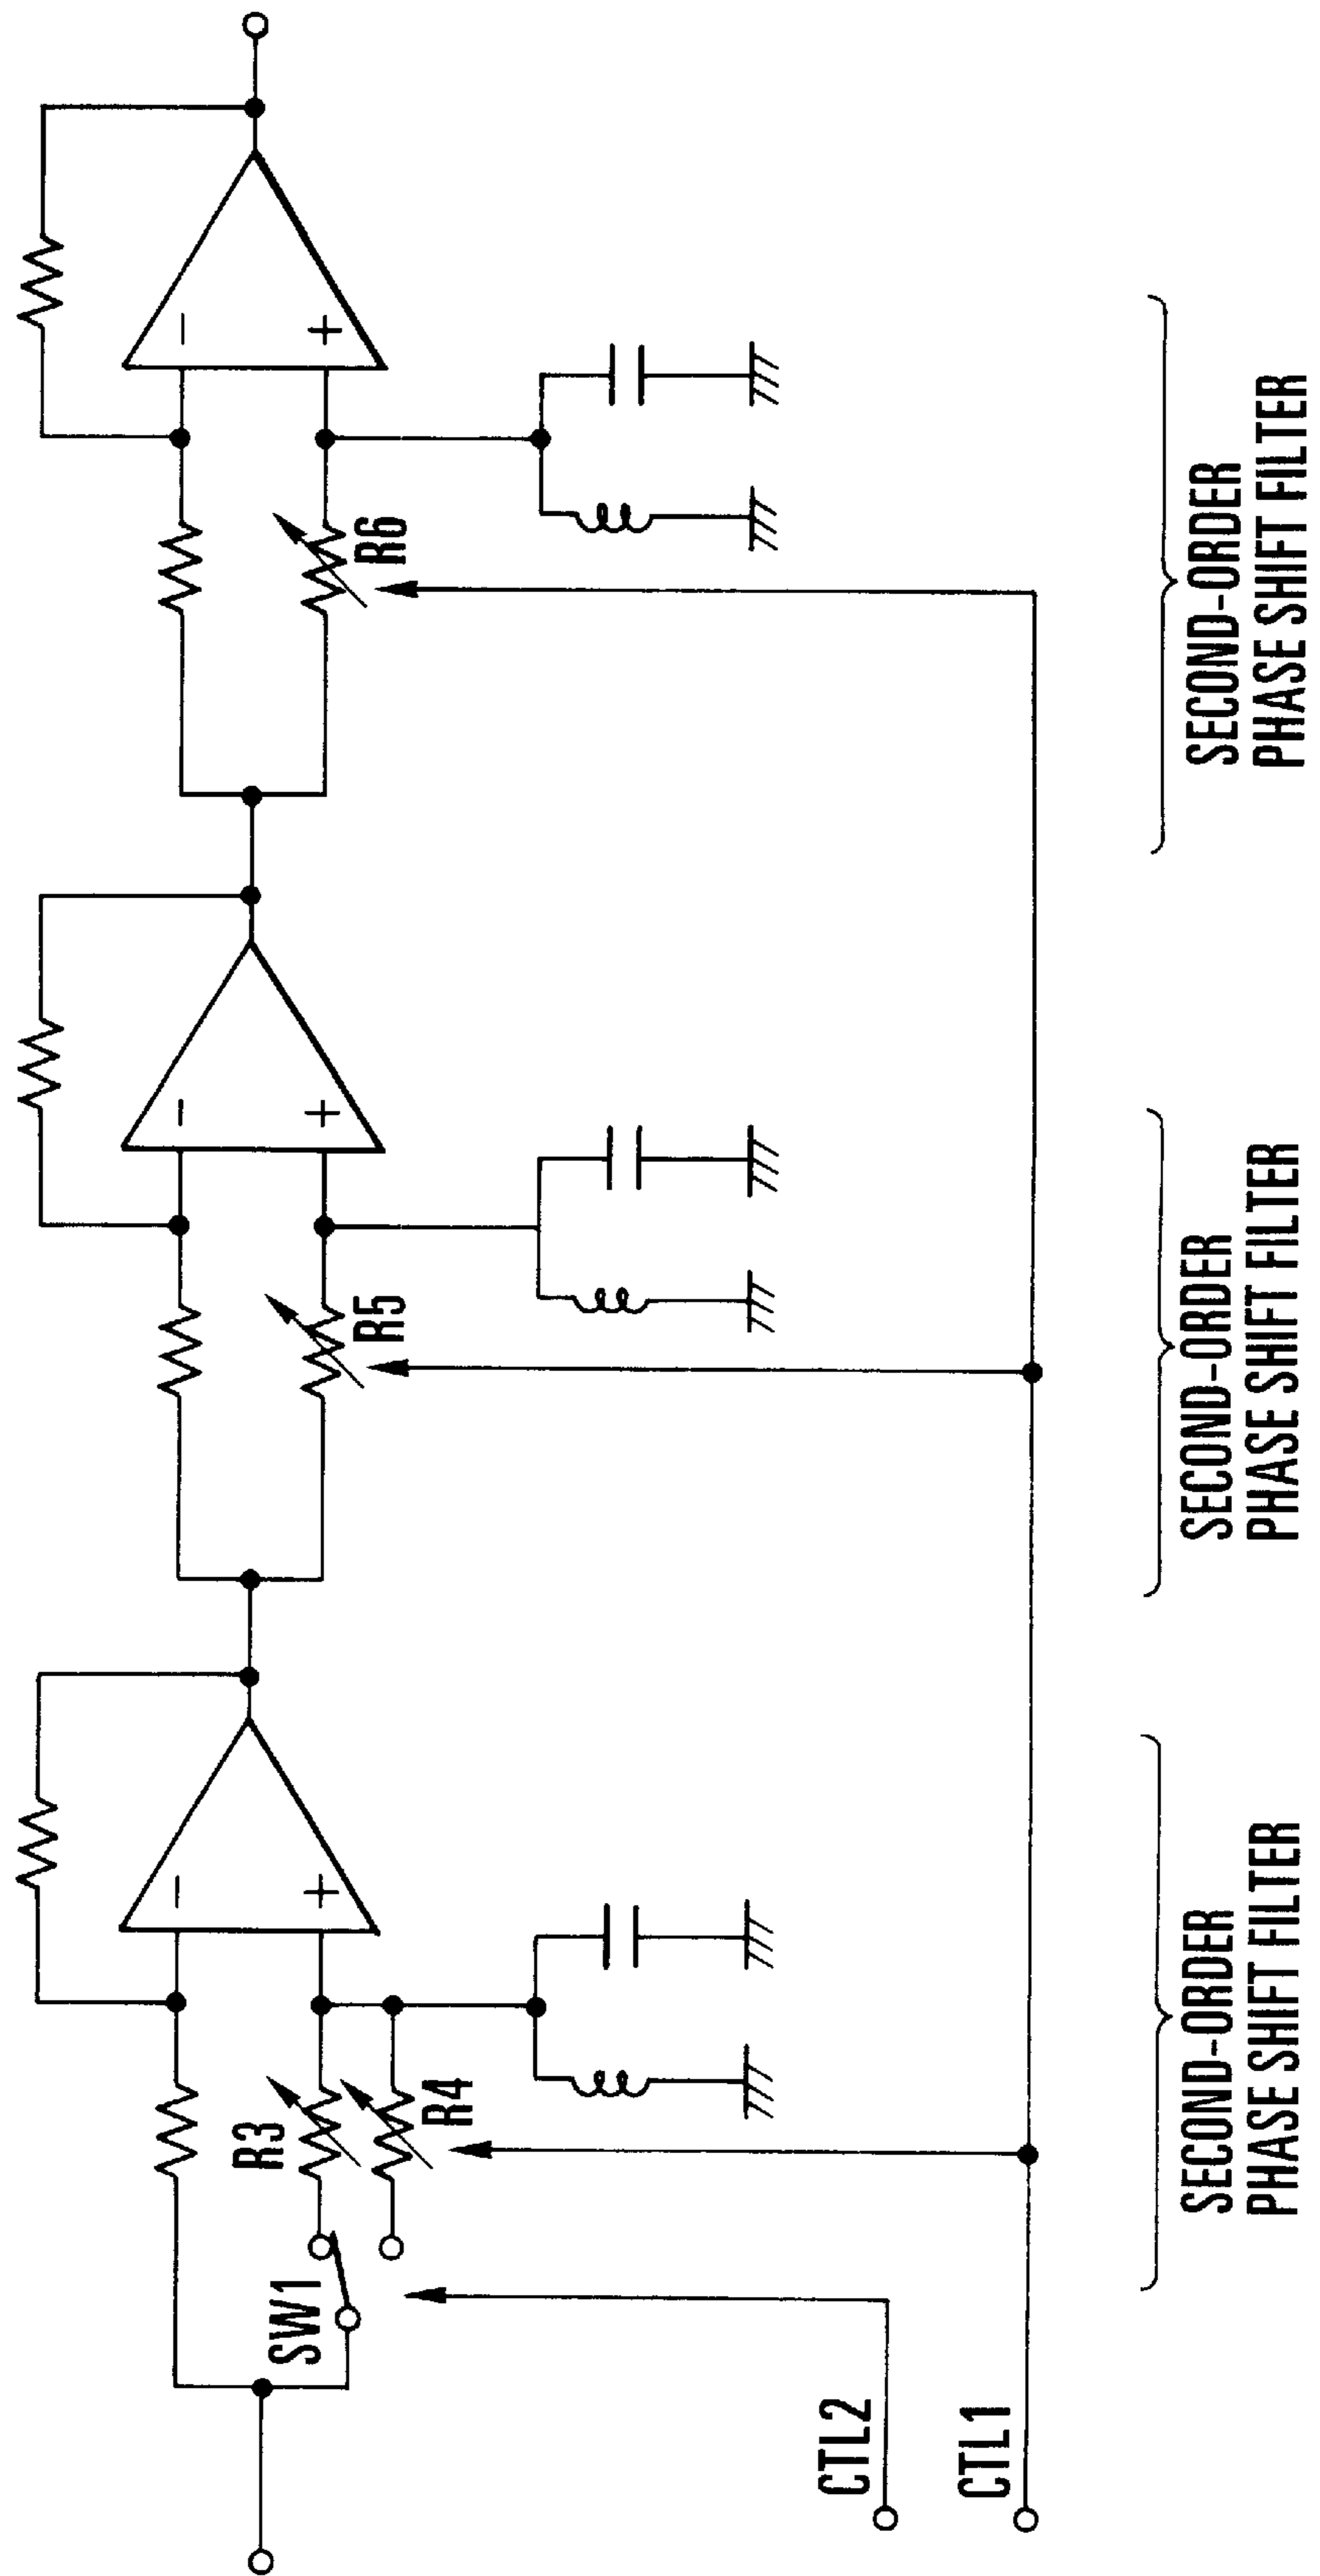 SW1
R3
R4
R5
R6
−
+
−
+
−
+
CTL2
CTL1
SECOND-ORDER
PHASE SHIFT FILTER
SECOND-ORDER
PHASE SHIFT FILTER
SECOND-ORDER
PHASE SHIFT FILTER